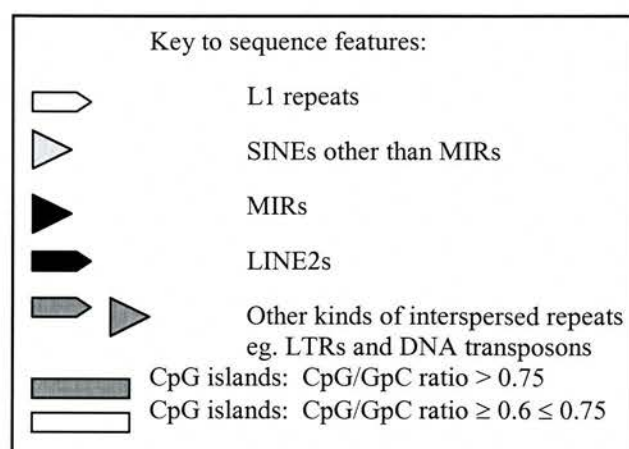 Key to sequence features:
L1 repeats
SINEs other than MIRs
MIRs
LINE2s
Other kinds of interspersed repeats
eg. LTRs and DNA transposons
CpG islands: CpG/GpC ratio > 0.75
CpG islands: CpG/GpC ratio ≥ 0.6 ≤ 0.75